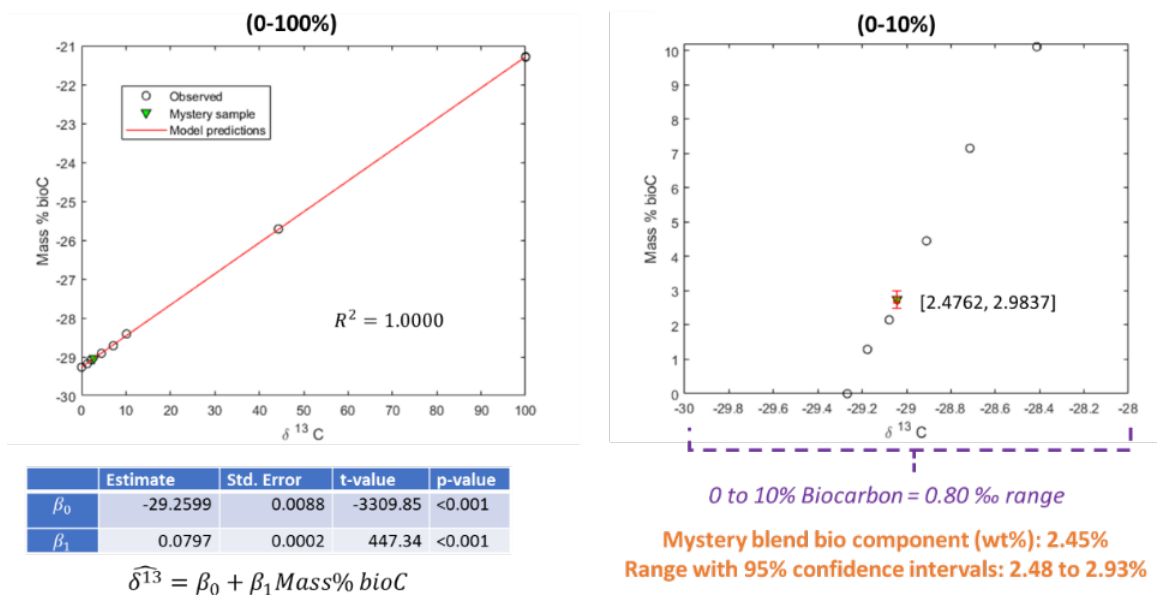 (0-100%)
-21
-22
-23
-24
-25
-26
-27
-28
-29
-30
Mass % bioC
Observed
Mystery sample
Model predictions
R² = 1.0000
0 10 20 30 40 50 60 70 80 90 100
δ ¹³ C
Estimate Std. Error t-value p-value
β₀ -29.2599 0.0088 -3309.85 <0.001
β₁ 0.0797 0.0002 447.34 <0.001
δ̂¹³ = β₀ + β₁Mass% bioC
(0-10%)
10
9
8
7
6
5
4
3
2
1
0
Mass % bioC
[2.4762, 2.9837]
-30 -29.8 -29.6 -29.4 -29.2 -29 -28.8 -28.6 -28.4 -28.2 -28
δ ¹³ C
0 to 10% Biocarbon = 0.80 ‰ range
Mystery blend bio component (wt%): 2.45%
Range with 95% confidence intervals: 2.48 to 2.93%